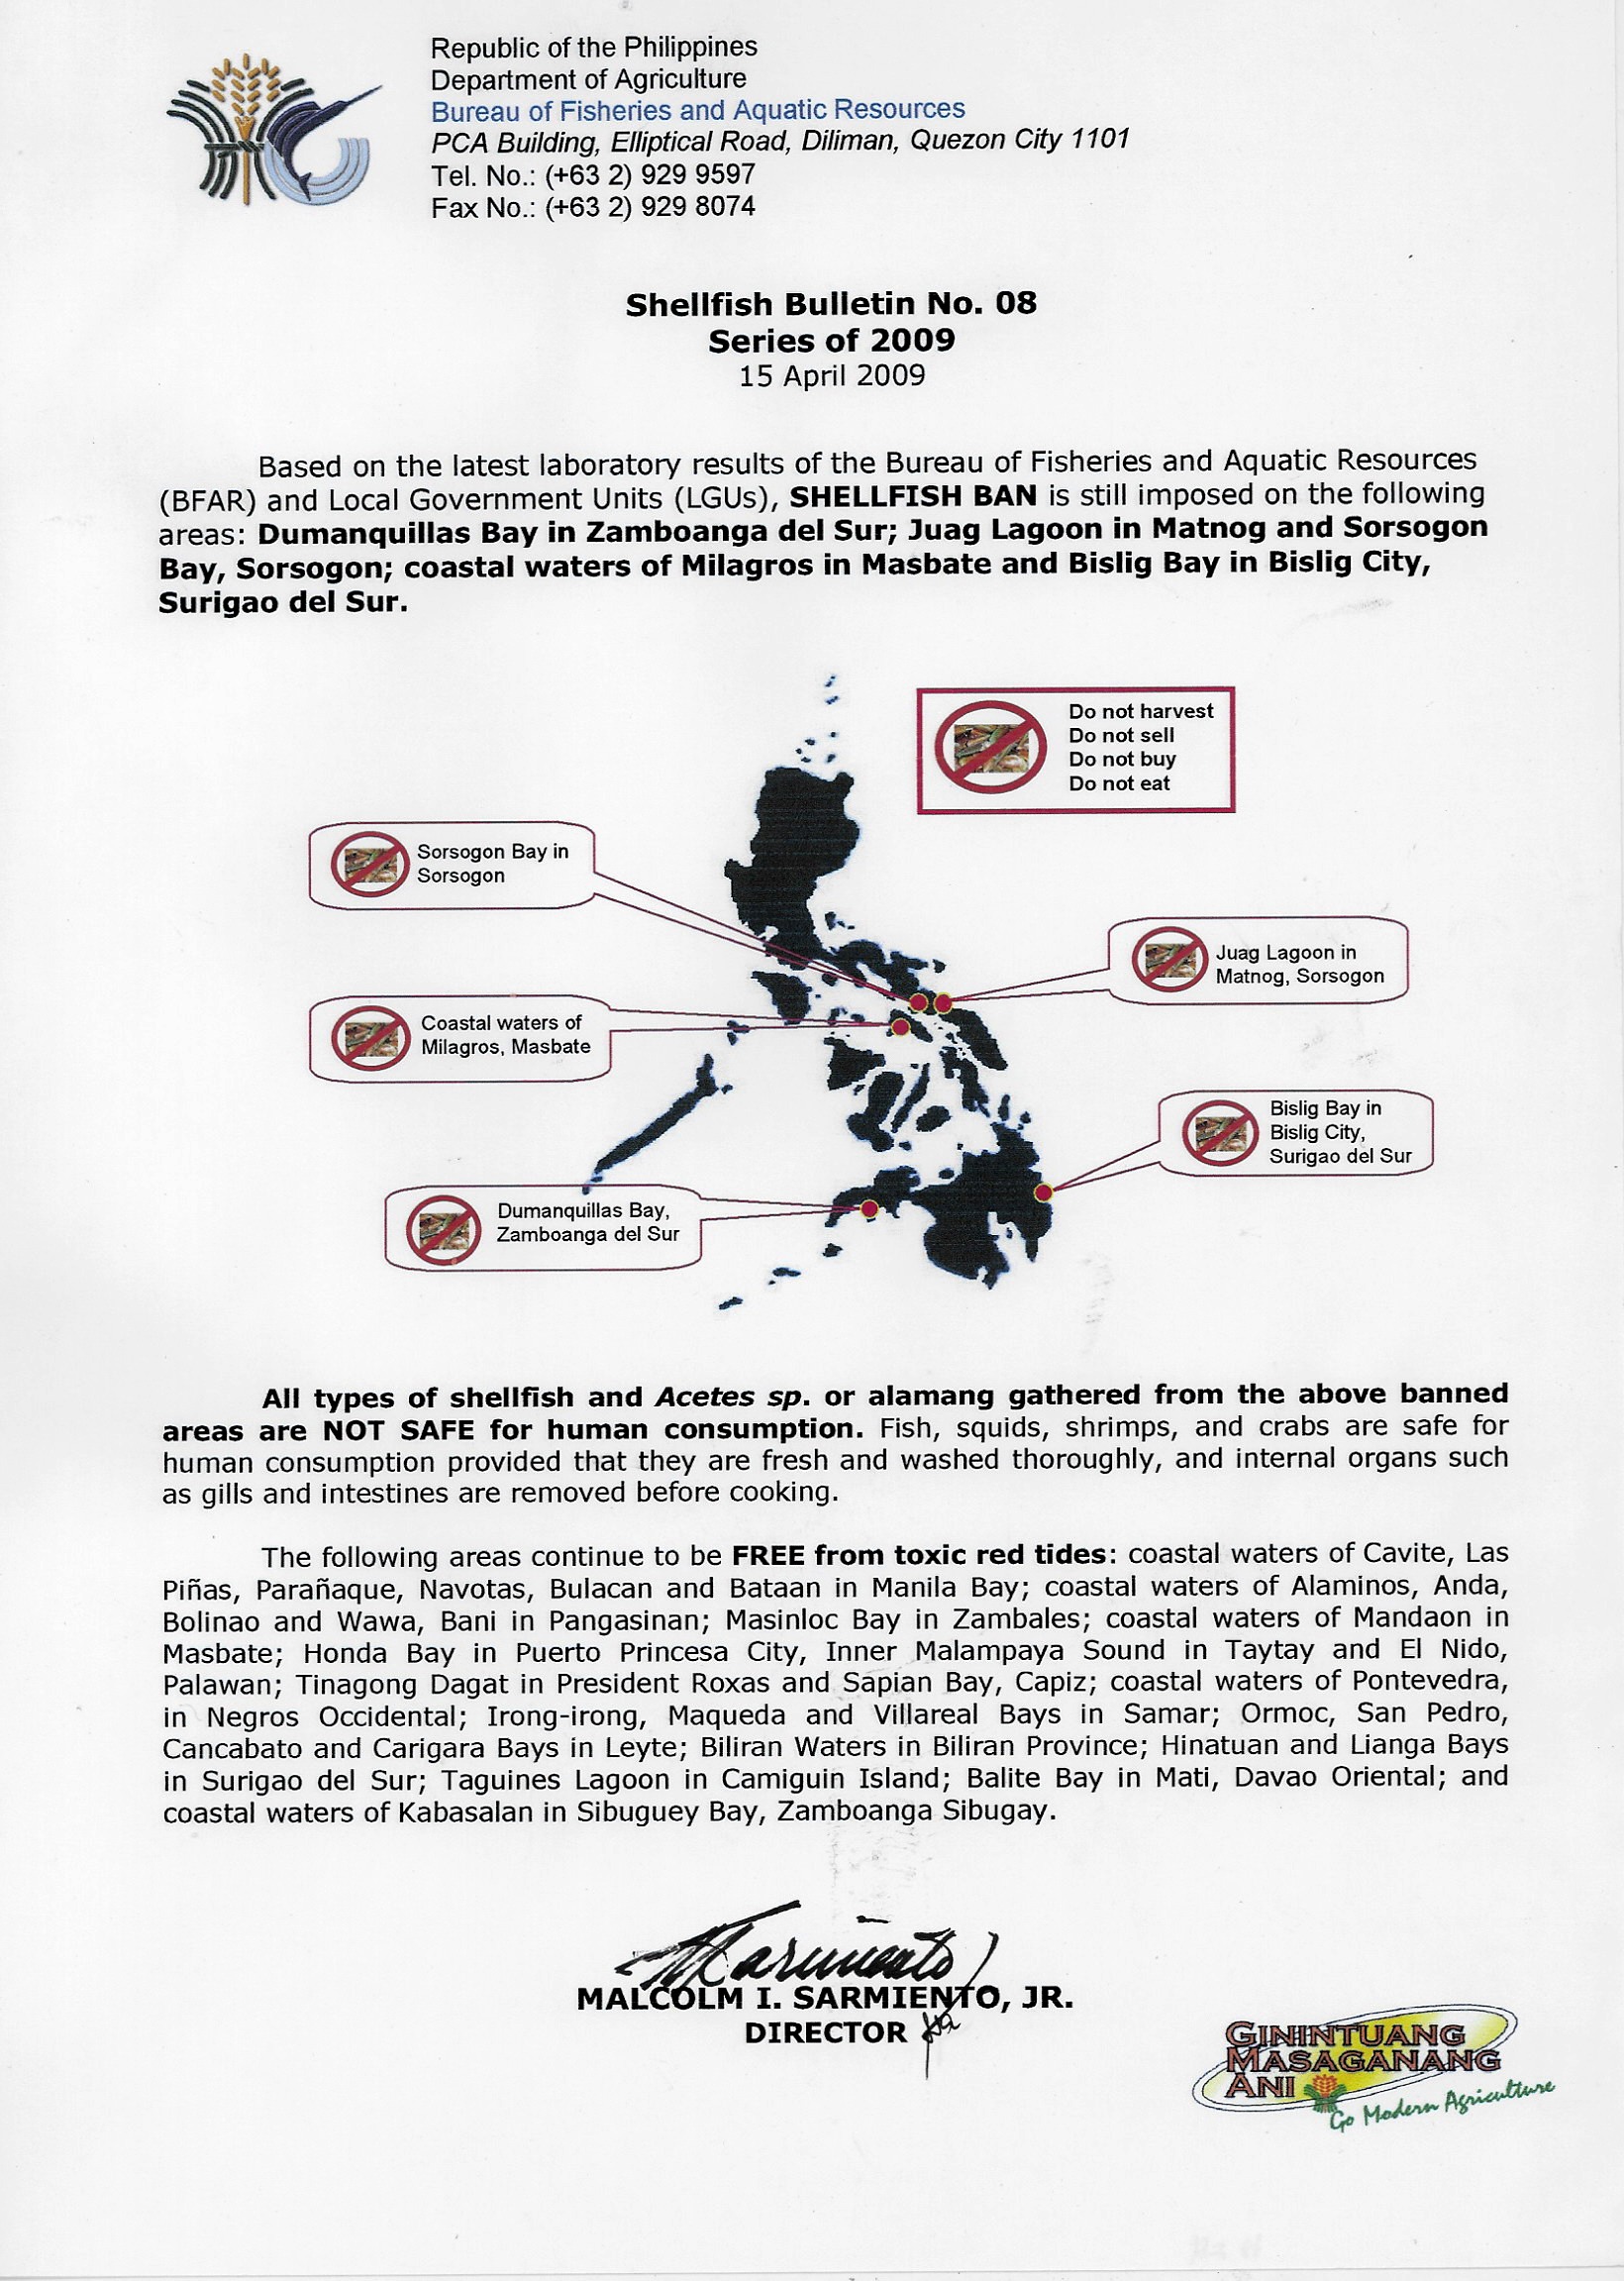 Republic of the Philippines
Department of Agriculture
Bureau of Fisheries and Aquatic Resources
PCA Building, Elliptical Road, Diliman, Quezon City 1101
Tel. No.: (+63 2) 929 9597
Fax No.: (+63 2) 929 8074
Shellfish Bulletin No. 08
Series of 2009
15 April 2009
Based on the latest laboratory results of the Bureau of Fisheries and Aquatic Resources
(BFAR) and Local Government Units (LGUs), SHELLFISH BAN is still imposed on the following
areas: Dumanquillas Bay in Zamboanga del Sur; Juag Lagoon in Matnog and Sorsogon
Bay, Sorsogon; coastal waters of Milagros in Masbate and Bislig Bay in Bislig City,
Surigao del Sur.
Do not harvest
Do not sell
Do not buy
Do not eat
Sorsogon Bay in
Sorsogon
Juag Lagoon in
Matnog, Sorsogon
Coastal waters of
Milagros, Masbate
Bislig Bay in
Bislig City,
Surigao del Sur
Dumanquillas Bay,
Zamboanga del Sur
All types of shellfish and Acetes sp. or alamang gathered from the above banned
areas are NOT SAFE for human consumption. Fish, squids, shrimps, and crabs are safe for
human consumption provided that they are fresh and washed thoroughly, and internal organs such
as gills and intestines are removed before cooking.
The following areas continue to be FREE from toxic red tides: coastal waters of Cavite, Las
Piñas, Parañaque, Navotas, Bulacan and Bataan in Manila Bay; coastal waters of Alaminos, Anda,
Bolinao and Wawa, Bani in Pangasinan; Masinloc Bay in Zambales; coastal waters of Mandaon in
Masbate; Honda Bay in Puerto Princesa City, Inner Malampaya Sound in Taytay and El Nido,
Palawan; Tinagong Dagat in President Roxas and Sapian Bay, Capiz; coastal waters of Pontevedra,
in Negros Occidental; Irong-irong, Maqueda and Villareal Bays in Samar; Ormoc, San Pedro,
Cancabato and Carigara Bays in Leyte; Biliran Waters in Biliran Province; Hinatuan and Lianga Bays
in Surigao del Sur; Taguines Lagoon in Camiguin Island; Balite Bay in Mati, Davao Oriental; and
coastal waters of Kabasalan in Sibuguey Bay, Zamboanga Sibugay.
MALCOLM I. SARMIENTO, JR.
DIRECTOR
GININTUANG
MASAGANANG
ANI
Go Modern Agriculture